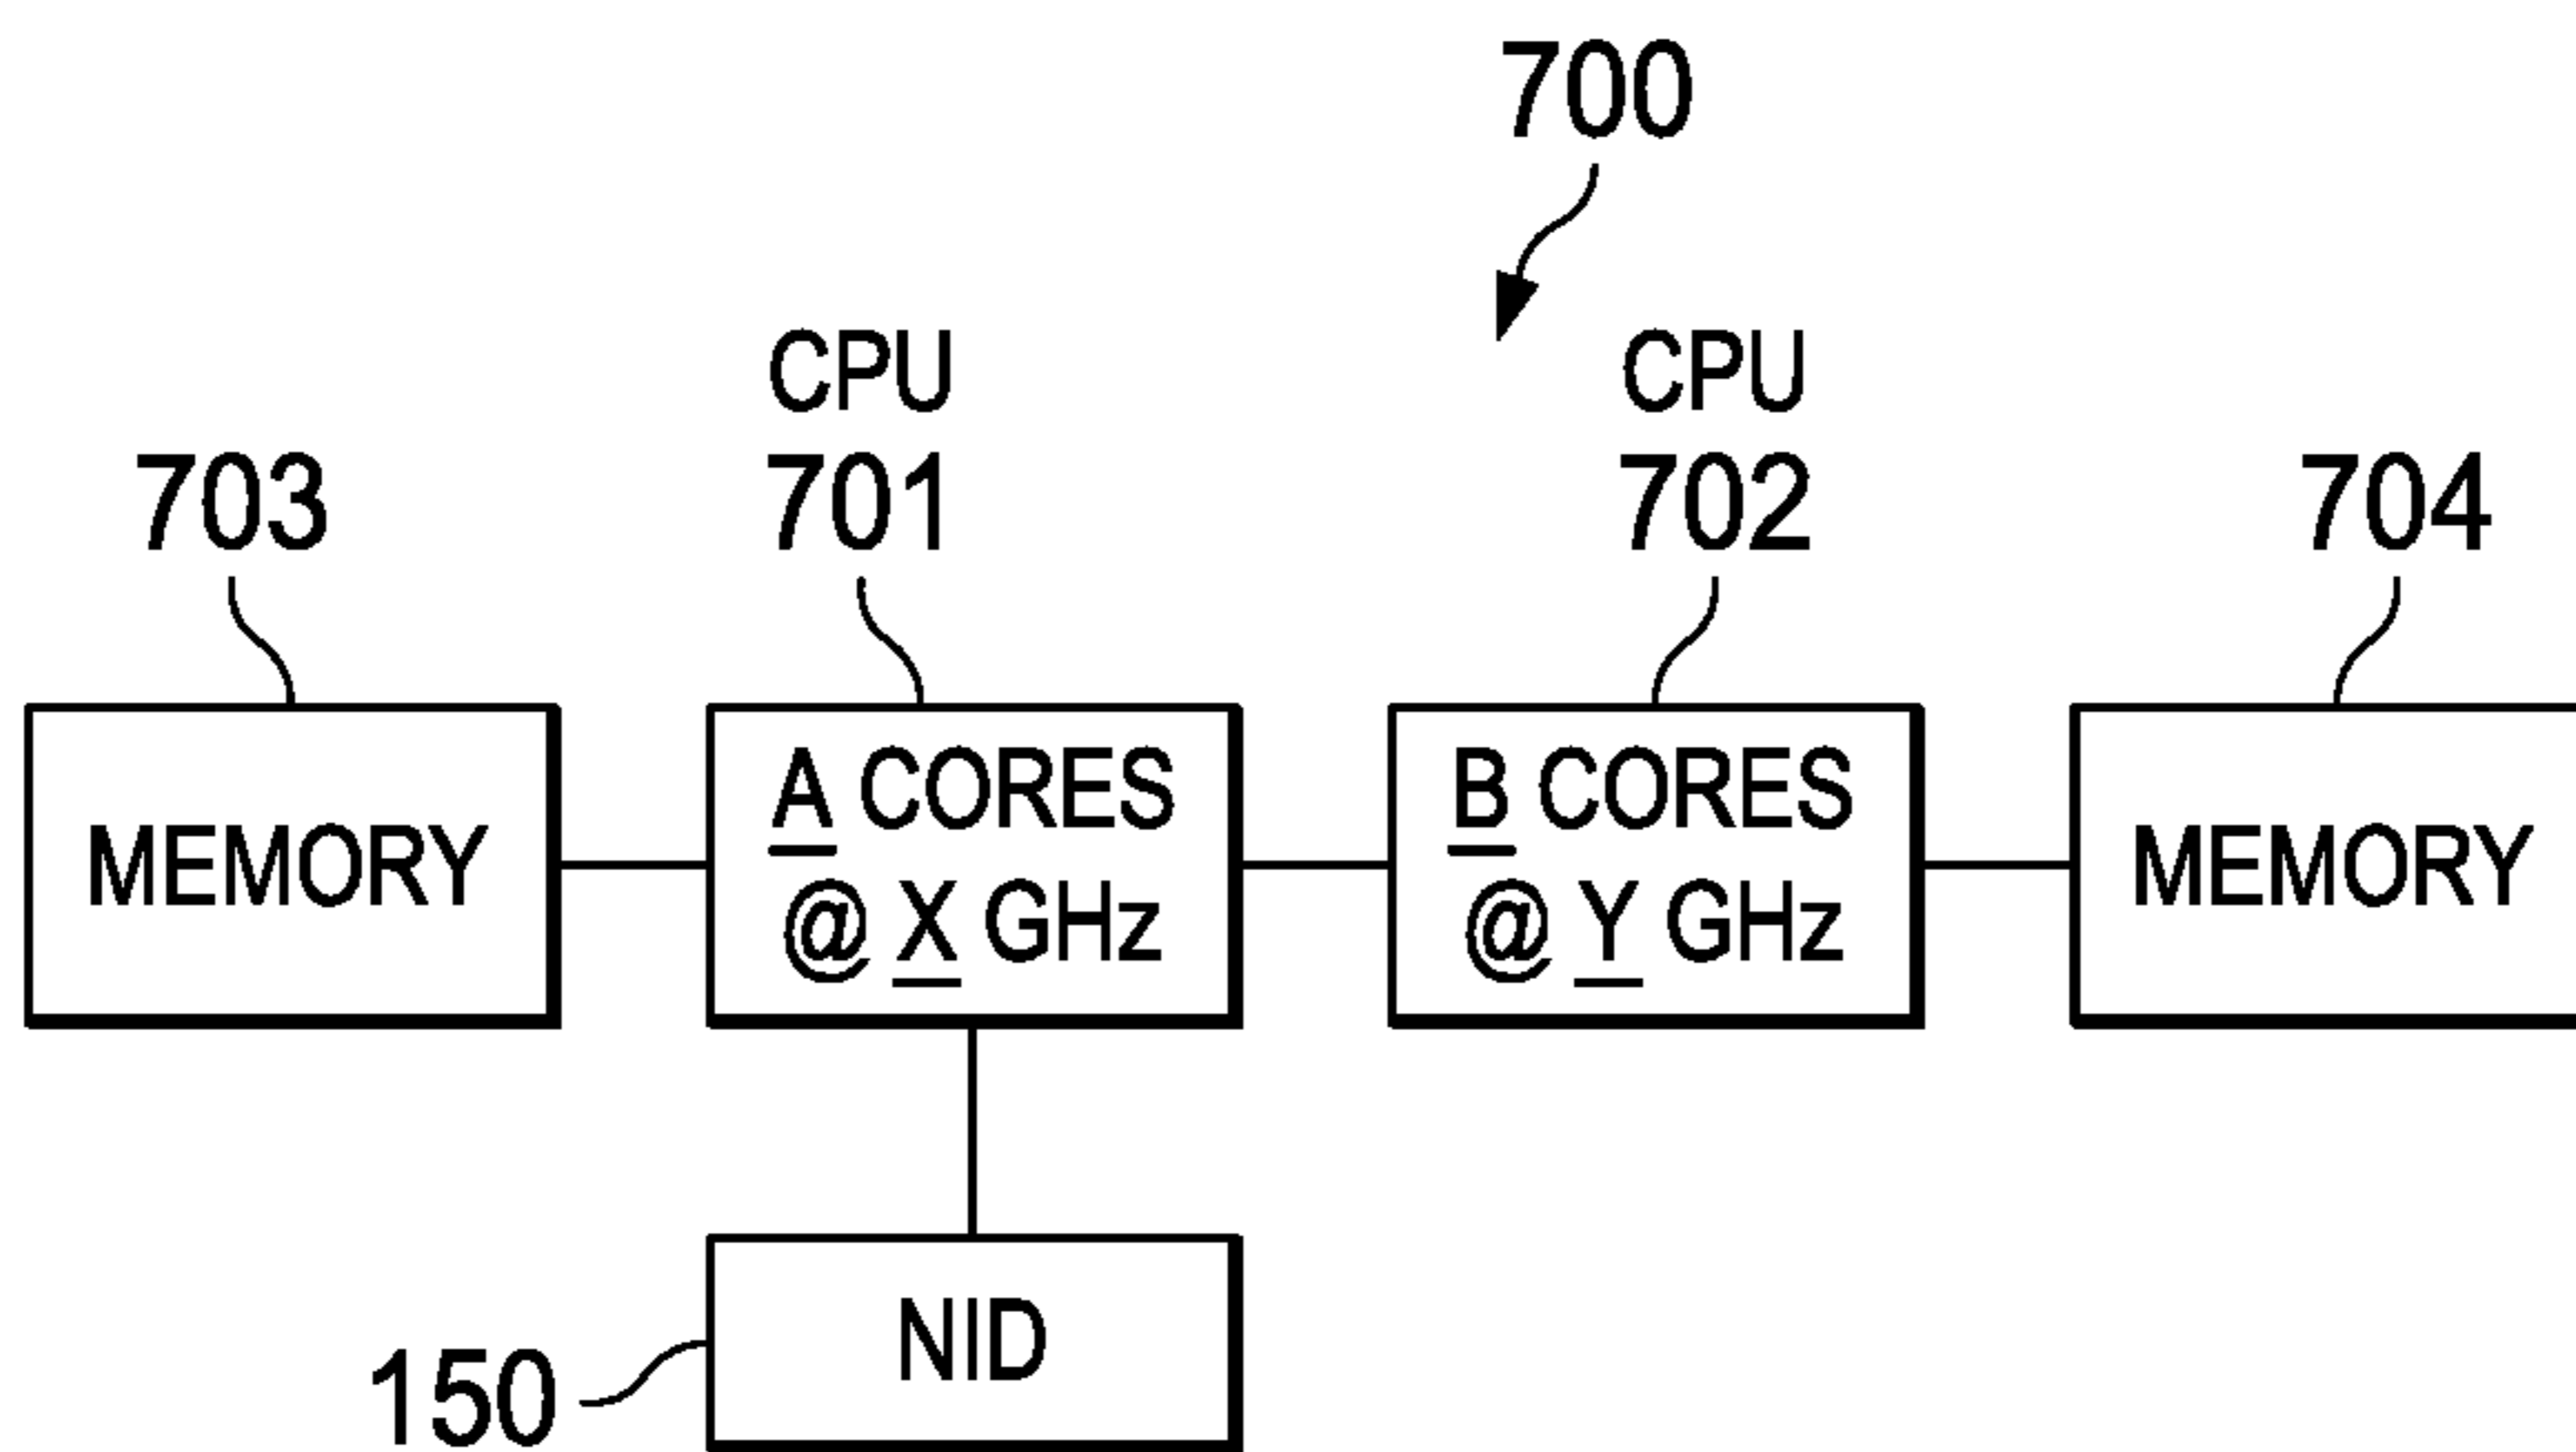 700
CPU
CPU
703
701
702
704
MEMORY
A CORES
@ X GHz
B CORES
@ Y GHz
MEMORY
NID
150